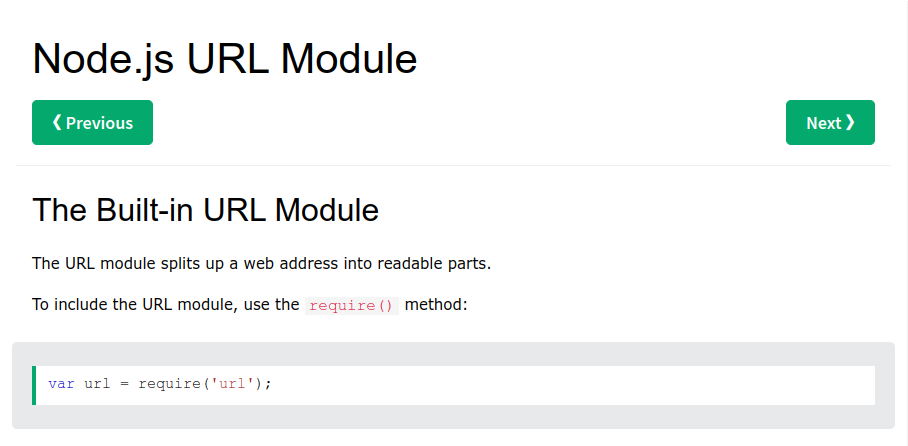 Node.js URL Module
❮ Previous
Next ❯
The Built-in URL Module
The URL module splits up a web address into readable parts.
To include the URL module, use the require() method:
var url = require('url');